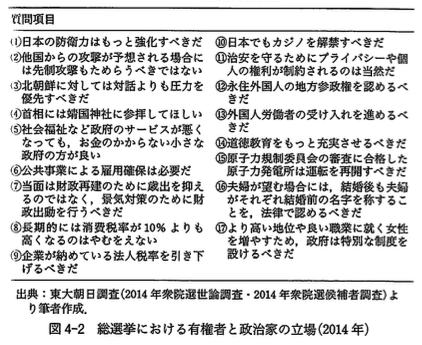 質問項目
①日本の防衛力はもっと強化すべきだ
②他国からの攻撃が予想される場合に
は先制攻撃もためらうべきではない
③北朝鮮に対しては対話よりも圧力を
優先すべきだ
④首相には靖国神社に参拝してほしい
⑤社会福祉など政府のサービスが悪く
なっても、お金のかからない小さな
政府の方が良い
⑥公共事業による雇用確保は必要だ
⑦当面は財政再建のために歳出を抑え
るのではなく、景気対策のために財
政出動を行うべきだ
⑧長期的には消費税率が10%よりも
高くなるのはやむをえない
⑨企業が納めている法人税率を引き下
げるべきだ
⑩日本でもカジノを解禁すべきだ
⑪治安を守るためにプライバシーや個
人の権利が制約されるのは当然だ
⑫永住外国人の地方参政権を認めるべ
きだ
⑬外国人労働者の受け入れを進めるべ
きだ
⑭道徳教育をもっと充実させるべきだ
⑮原子力規制委員会の審査に合格した
原子力発電所は運転を再開すべきだ
⑯夫婦が望む場合には、結婚後も夫婦
がそれぞれ結婚前の名字を称するこ
とを、法律で認めるべきだ
⑰より高い地位や良い職業に就く女性
を増やすため、政府は特別な制度を
設けるべきだ
出典：東大朝日調査(2014年衆院選世論調査・2014年衆院選候補者調査)よ
り筆者作成.
図4-2 総選挙における有権者と政治家の立場(2014年)